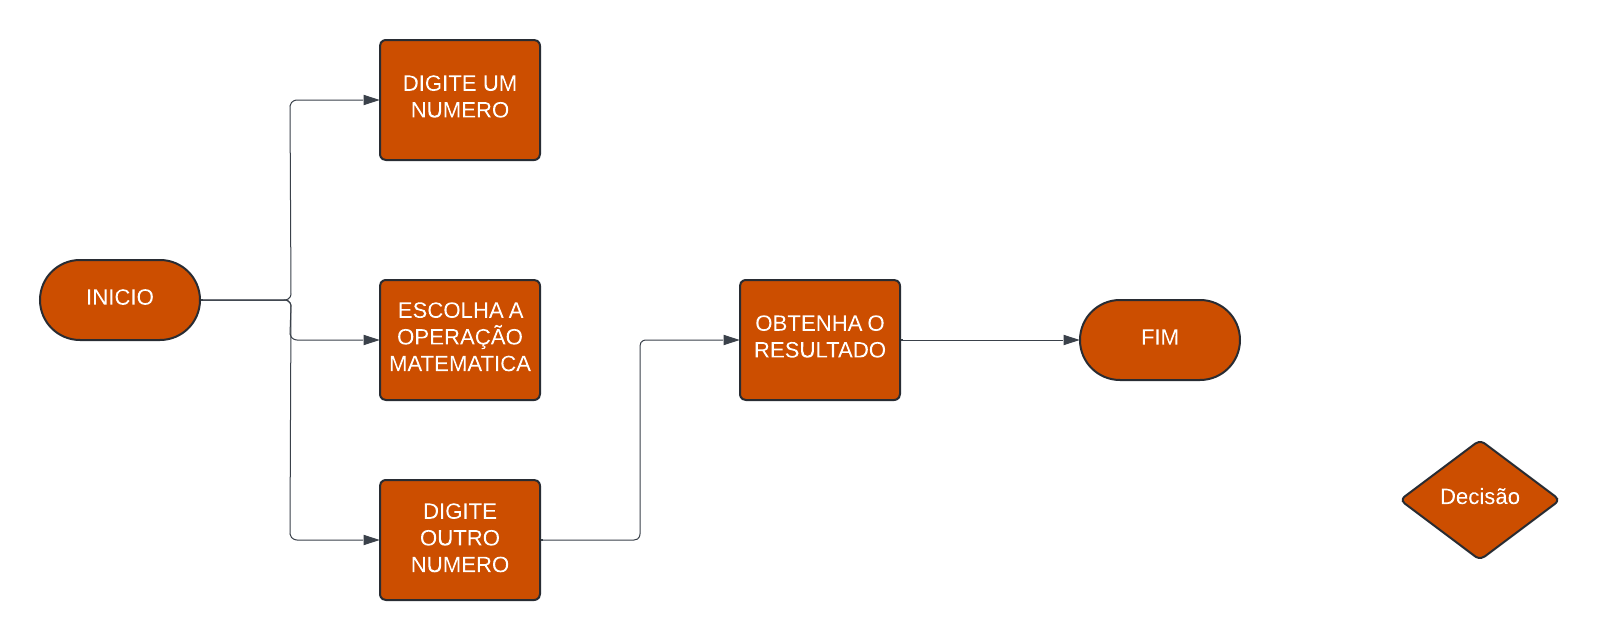 INICIO
DIGITE UM
NUMERO
ESCOLHA A
OPERAÇÃO
MATEMATICA
DIGITE
OUTRO
NUMERO
OBTENHA O
RESULTADO
FIM
Decisão